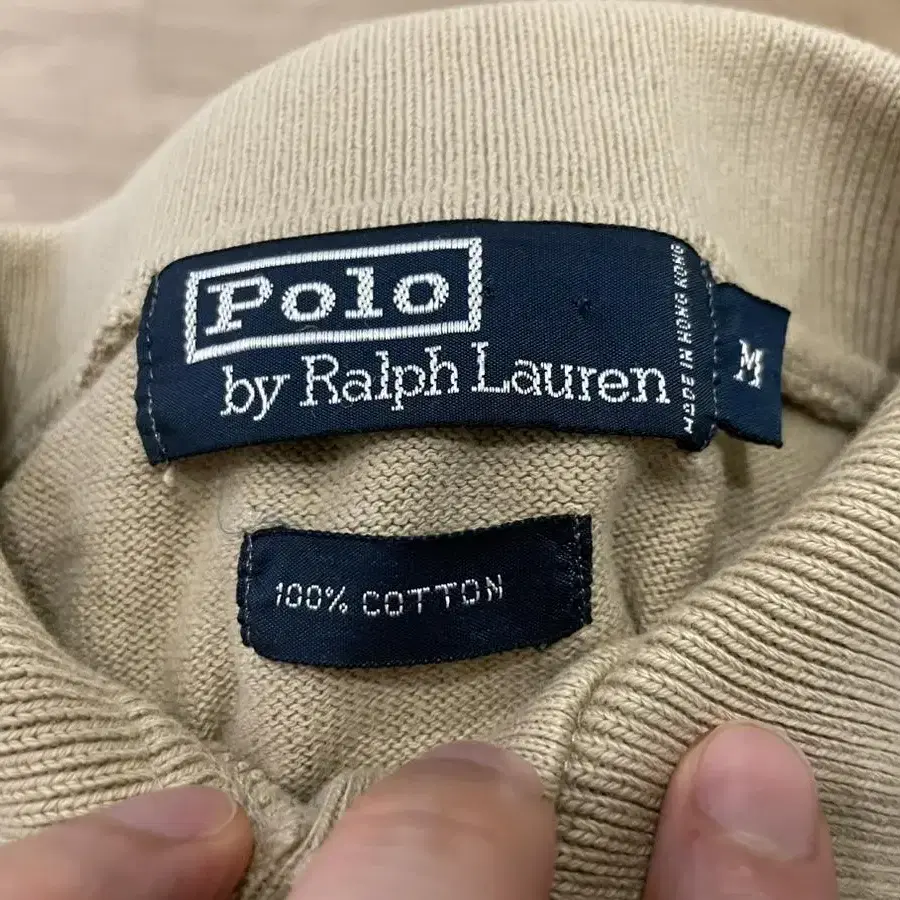 Polo
by Ralph Lauren
MADE IN HONG KONG
M
100% COTTON